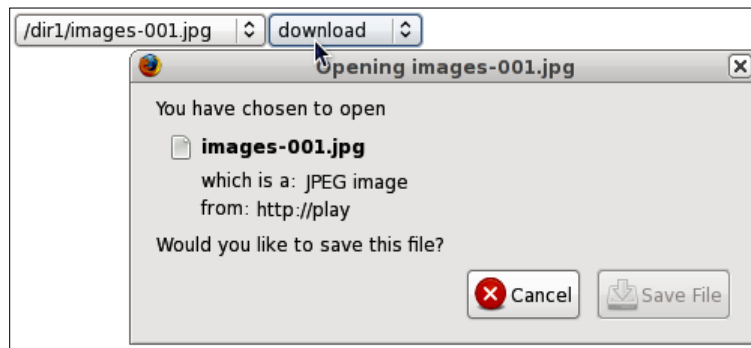 /dir1/images-001.jpg download
Opening images-001.jpg
You have chosen to open
images-001.jpg
which is a: JPEG image
from: http://play
Would you like to save this file?
Cancel Save File